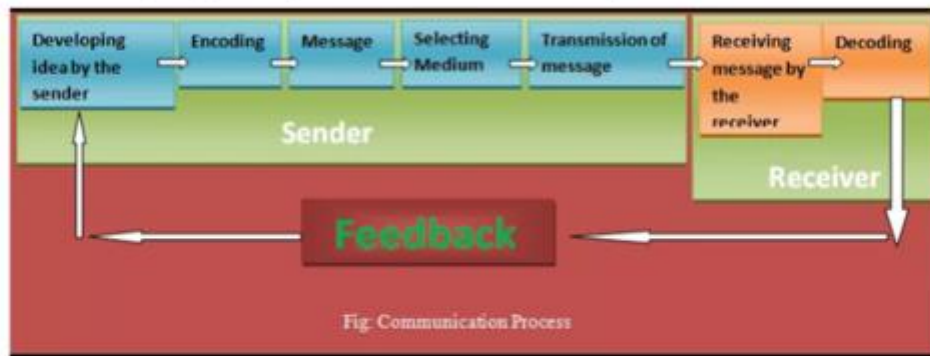 Developing
idea by the
sender
Encoding
Message
Selecting
Medium
Transmission of
message
Receiving
message by
the
receiver
Decoding
Sender
Receiver
Feedback
Fig: Communication Process